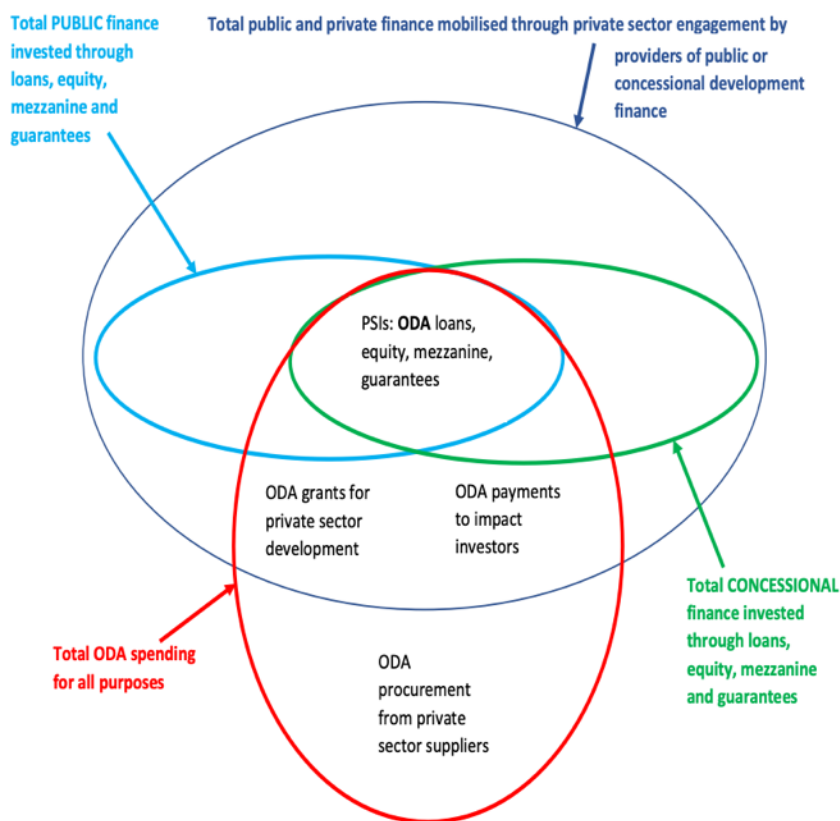 Total PUBLIC finance
invested through
loans, equity,
mezzanine and
guarantees
Total public and private finance mobilised through private sector engagement by
providers of public or
concessional development
finance
PSIs: ODA loans,
equity, mezzanine,
guarantees
ODA grants for
private sector
development
ODA payments
to impact
investors
Total CONCESSIONAL
finance invested
through loans,
equity, mezzanine
and guarantees
Total ODA spending
for all purposes
ODA
procurement
from private
sector suppliers